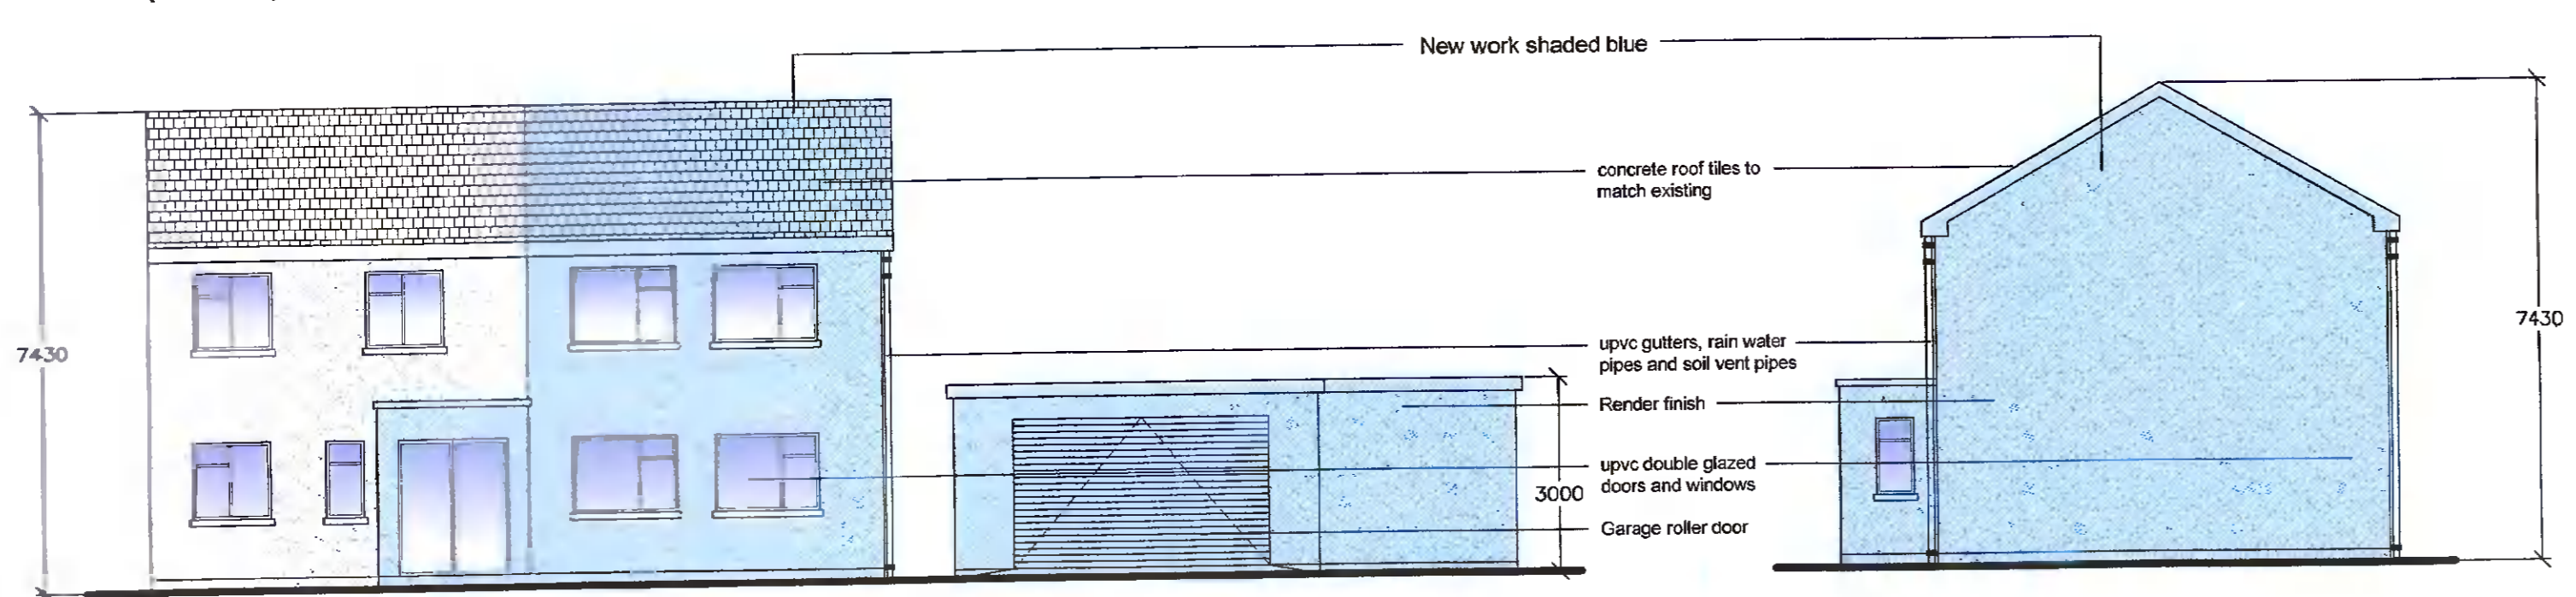 New work shaded blue
concrete roof tiles to
match existing
7430
7430
upvc gutters, rain water
pipes and soil vent pipes
Render finish
upvc double glazed
doors and windows
3000
Garage roller door